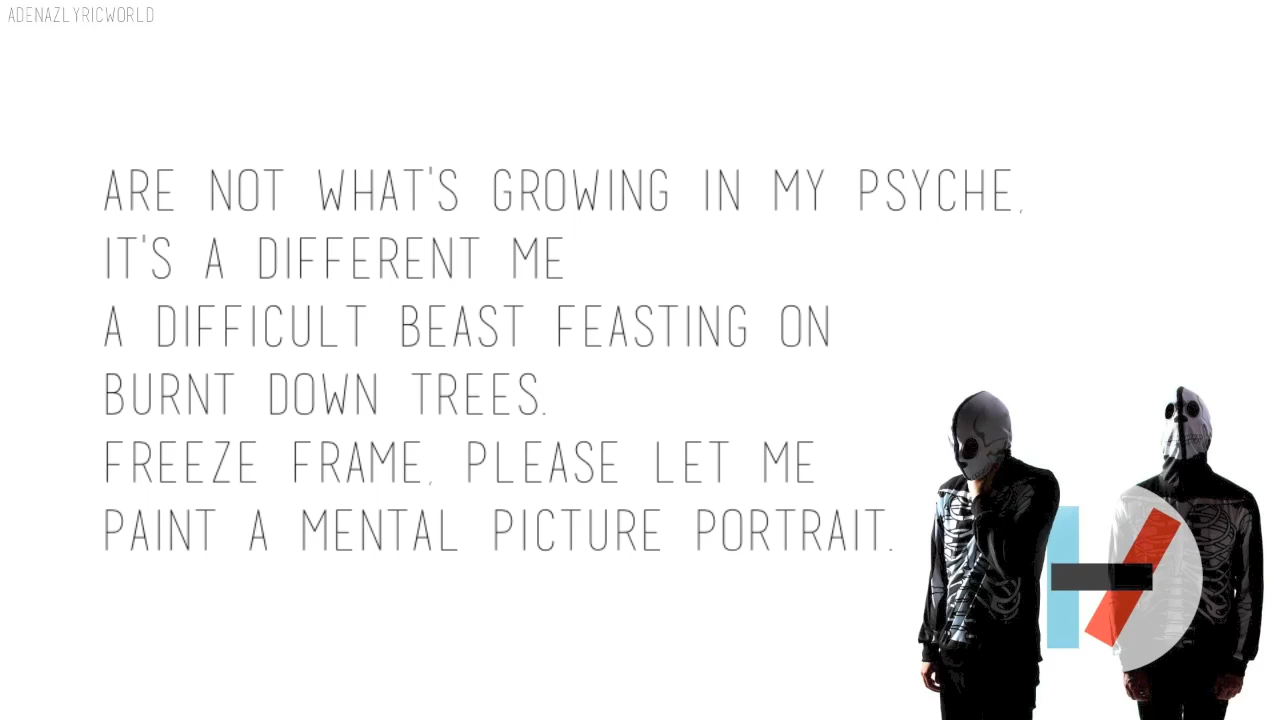 ADENAZLYRICWORLD
ARE NOT WHAT'S GROWING IN MY PSYCHE,
IT'S A DIFFERENT ME
A DIFFICULT BEAST FEASTING ON
BURNT DOWN TREES.
FREEZE FRAME, PLEASE LET ME
PAINT A MENTAL PICTURE PORTRAIT.